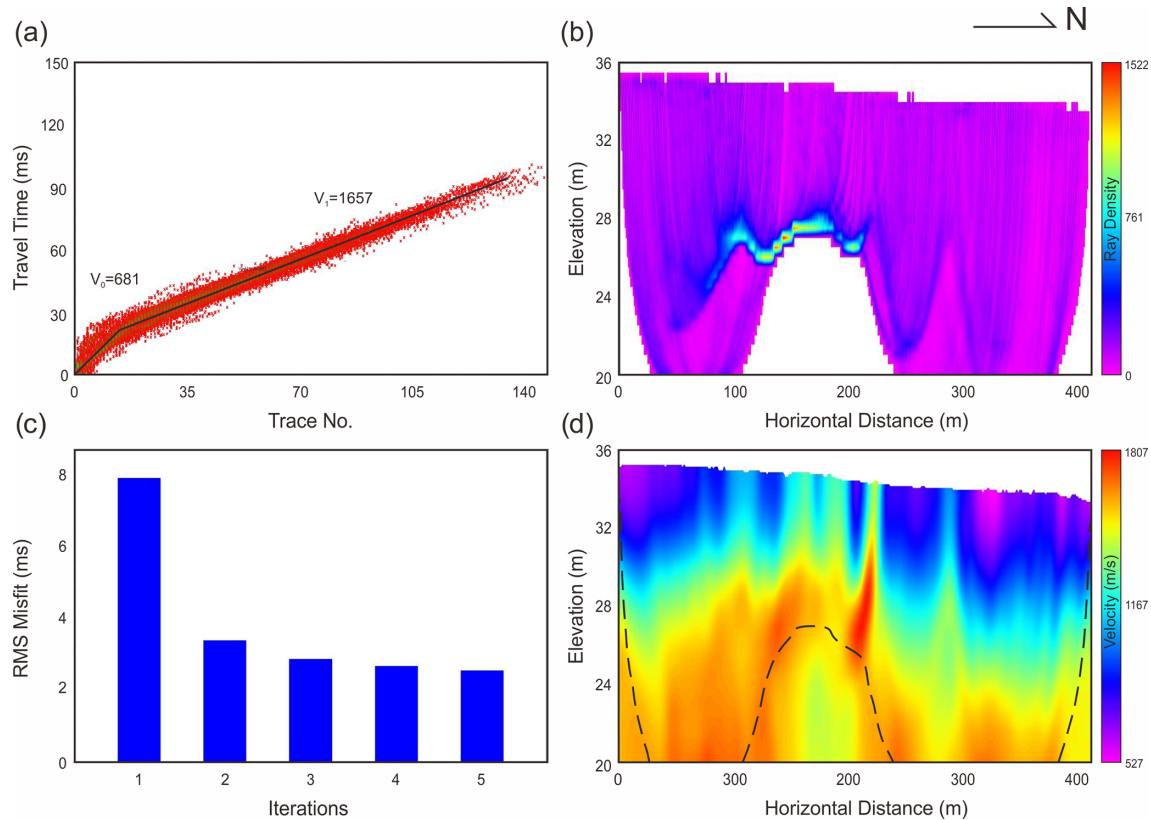 (a)
150
120
90
60
30
0
Travel Time (ms)
V0=681
V1=1657
0 35 70 105 140
Trace No.
N
(b)
36
32
28
24
20
Elevation (m)
0 100 200 300 400
Horizontal Distance (m)
1522
761
0
Ray Density
(c)
8
6
4
2
0
RMS Misfit (ms)
1 2 3 4 5
Iterations
(d)
36
32
28
24
20
Elevation (m)
0 300 200 300 400
Horizontal Distance (m)
1807
1167
527
Velocity (m/s)